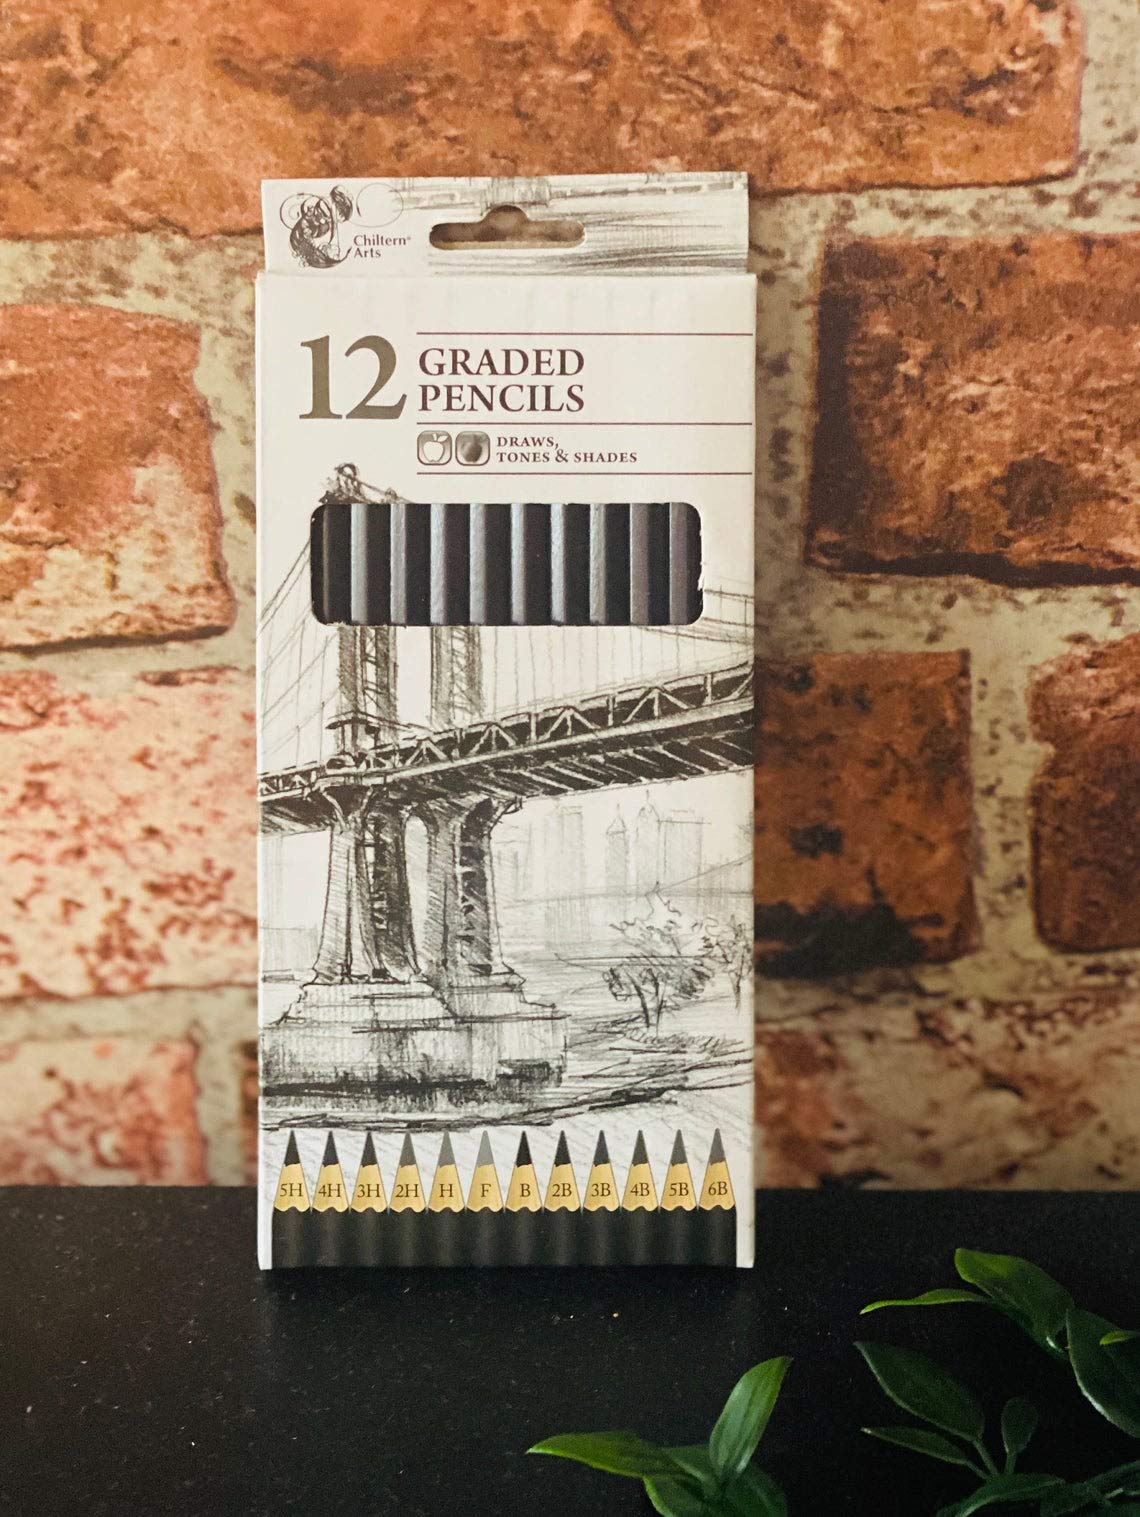 Chiltern®
Arts
12 GRADED
PENCILS
DRAWS,
TONES & SHADES
5H 4H 3H 2H H F B 2B 3B 4B 5B 6B